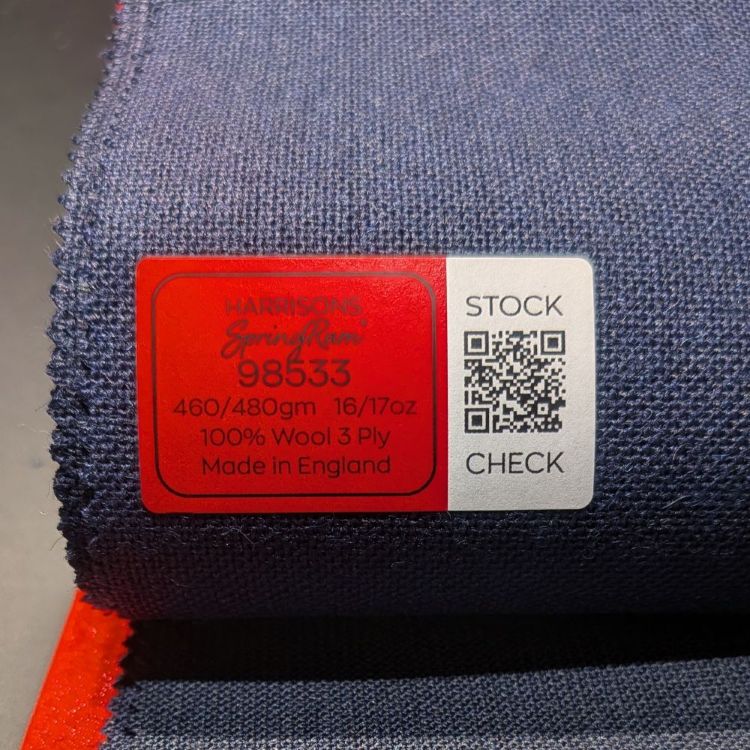 HARRISONS
SpringRam®
98533
460/480gm 16/17oz
100% Wool 3 Ply
Made in England
STOCK
CHECK